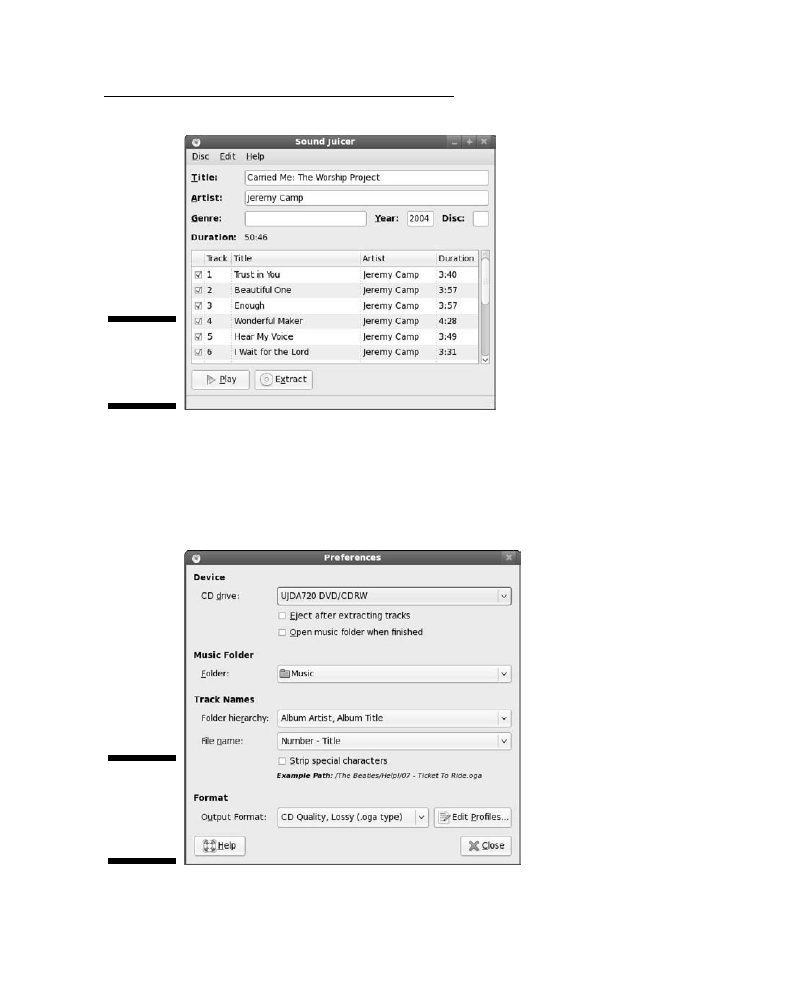 Sound Juicer
Disc Edit Help
Title: Carried Me: The Worship Project
Artist: Jeremy Camp
Genre: Year: 2004 Disc:
Duration: 50:46
Track Title Artist Duration
1 Trust in You Jeremy Camp 3:40
2 Beautiful One Jeremy Camp 3:57
3 Enough Jeremy Camp 3:57
4 Wonderful Maker Jeremy Camp 4:28
5 Hear My Voice Jeremy Camp 3:49
6 I Wait for the Lord Jeremy Camp 3:31
Play Extract
Preferences
Device
CD drive: UJDA720 DVD/CDRW
Eject after extracting tracks
Open music folder when finished
Music Folder
Folder: Music
Track Names
Folder hierarchy: Album Artist, Album Title
File name: Number - Title
Strip special characters
Example Path: /The Beatles/Help!/07 - Ticket To Ride.oga
Format
Output Format: CD Quality, Lossy (.oga type) Edit Profiles...
Help Close